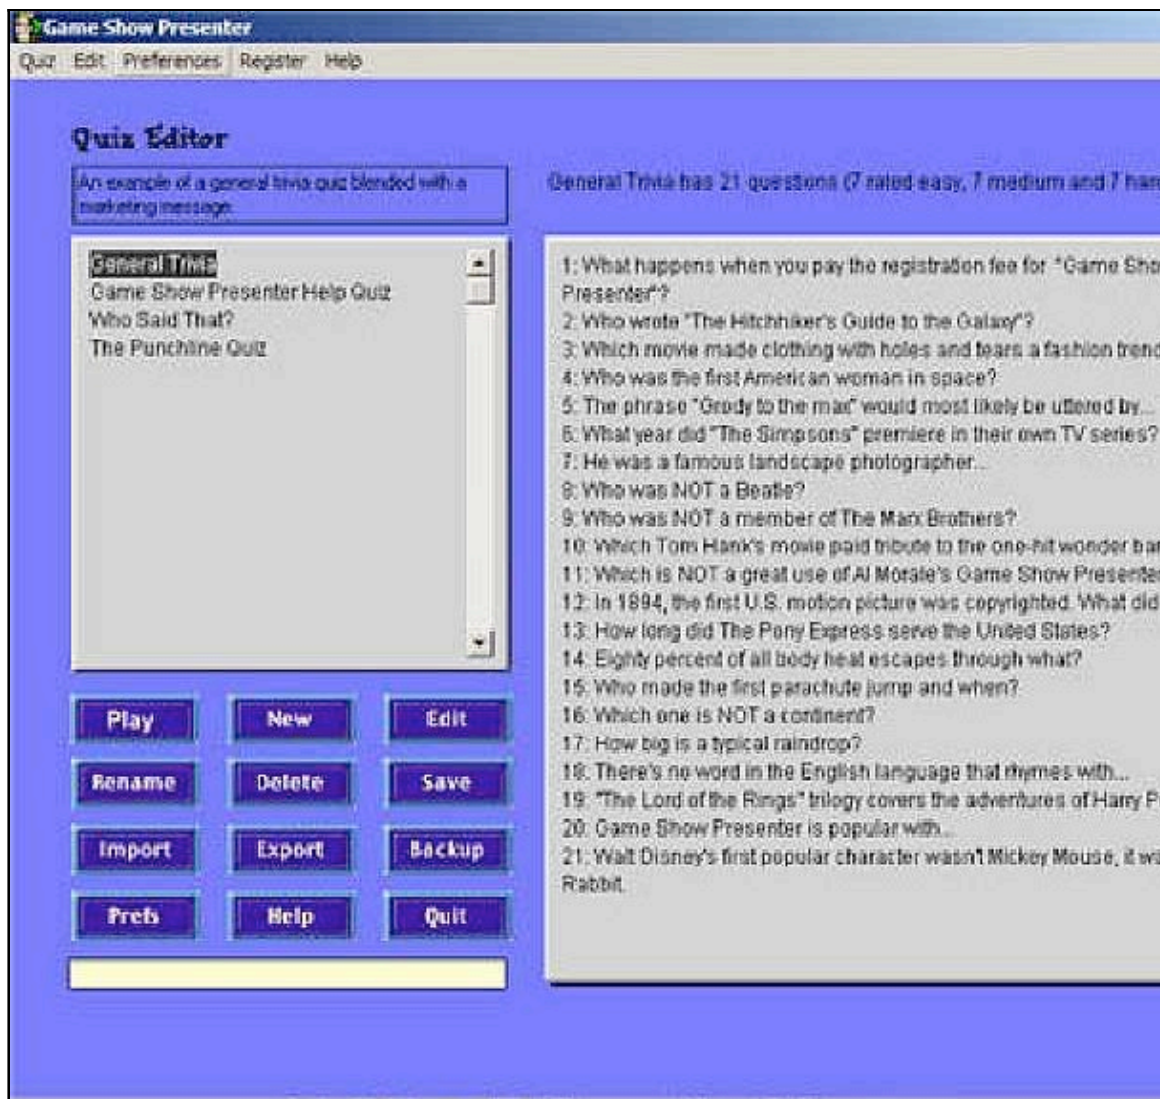 Game Show Presenter
Quiz Edit Preferences Register Help
Quiz Editor
An example of a general trivia quiz blended with a
marketing message.
General Trivia has 21 questions (7 rated easy, 7 medium and 7 har
General Trivia
Game Show Presenter Help Quiz
Who Said That?
The Punchline Quiz
1: What happens when you pay the registration fee for "Game Sho
Presenter"?
2: Who wrote "The Hitchhiker's Guide to the Galaxy"?
3: Which movie made clothing with holes and tears a fashion trend
4: Who was the first American woman in space?
5: The phrase "Grody to the max" would most likely be uttered by...
6: What year did "The Simpsons" premiere in their own TV series?
7: He was a famous landscape photographer...
8: Who was NOT a Beatle?
9: Who was NOT a member of The Marx Brothers?
10: Which Tom Hank's movie paid tribute to the one-hit wonder ban
11: Which is NOT a great use of Al Morale's Game Show Presenter
12: In 1894, the first U.S. motion picture was copyrighted. What did
13: How long did The Pony Express serve the United States?
14: Eighty percent of all body heat escapes through what?
15: Who made the first parachute jump and when?
16: Which one is NOT a continent?
17: How big is a typical raindrop?
18: There's no word in the English language that rhymes with...
19: "The Lord of the Rings" trilogy covers the adventures of Harry P
20: Game Show Presenter is popular with...
21: Walt Disney's first popular character wasn't Mickey Mouse, it wa
Rabbit.
Play New Edit
Rename Delete Save
Import Export Backup
Prefs Help Quit